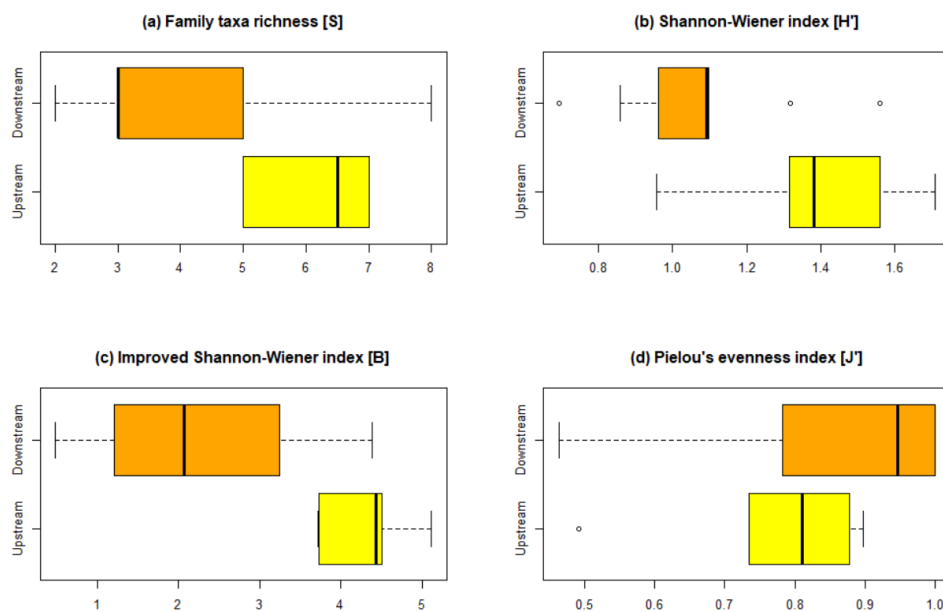 (a) Family taxa richness [S]
Downstream
Upstream
2 3 4 5 6 7 8
(b) Shannon-Wiener index [H']
Downstream
Upstream
0.8 1.0 1.2 1.4 1.6
(c) Improved Shannon-Wiener index [B]
Downstream
Upstream
1 2 3 4 5
(d) Pielou's evenness index [J']
Downstream
Upstream
0.5 0.6 0.7 0.8 0.9 1.0